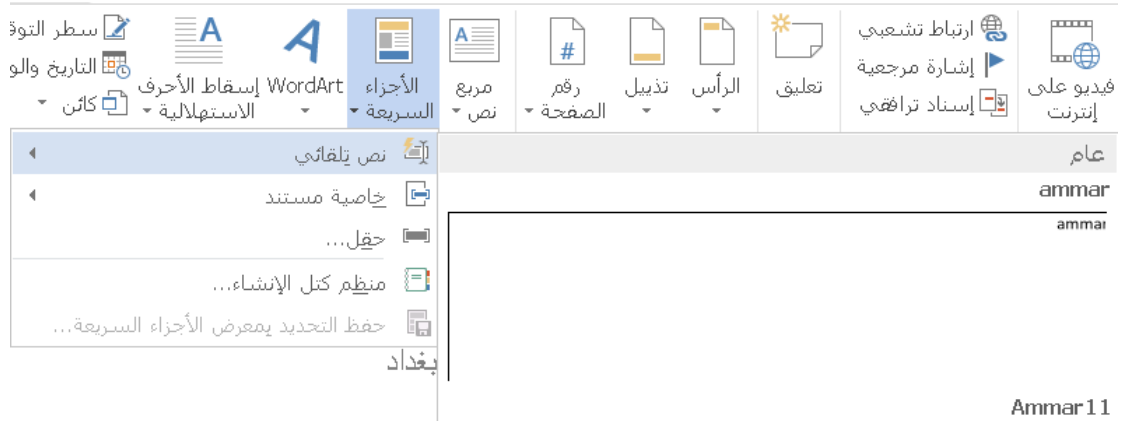 فيديو على إنترنت
ارتباط تشعبي
إشارة مرجعية
إسناد ترافقي
تعليق
الرأس
تذييل
رقم الصفحة
#
مربع نص
A
الأجزاء السريعة
WordArt
A
إسقاط الأحرف الاستهلالية
A
سطر
التاريخ
كائن
نص تلقائي
خاصية مستند
حقل...
منظم كتل الإنشاء...
حفظ التحديد بمعرض الأجزاء السريعة...
بغداد
عام
ammar
ammar
Ammar11